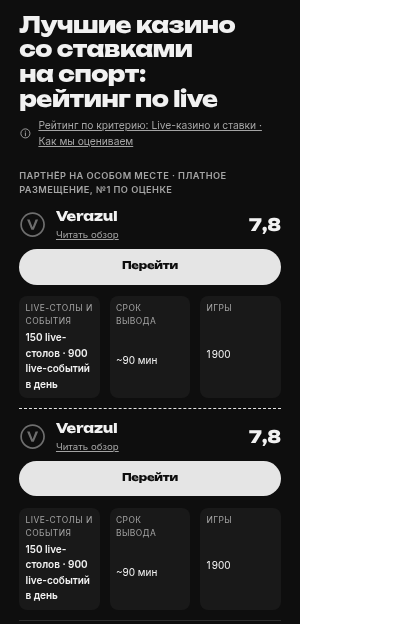 Лучшие казино
со ставками
на спорт:
рейтинг по live
Рейтинг по критерию: Live-казино и ставки ·
Как мы оцениваем
ПАРТНЁР НА ОСОБОМ МЕСТЕ · ПЛАТНОЕ
РАЗМЕЩЕНИЕ, №1 ПО ОЦЕНКЕ
V
Verazul
7,8
Читать обзор
Перейти
LIVE-СТОЛЫ И
СОБЫТИЯ
150 live-
столов · 900
live-событий
в день
СРОК
ВЫВОДА
~90 мин
ИГРЫ
1900
V
Verazul
7,8
Читать обзор
Перейти
LIVE-СТОЛЫ И
СОБЫТИЯ
150 live-
столов · 900
live-событий
в день
СРОК
ВЫВОДА
~90 мин
ИГРЫ
1900